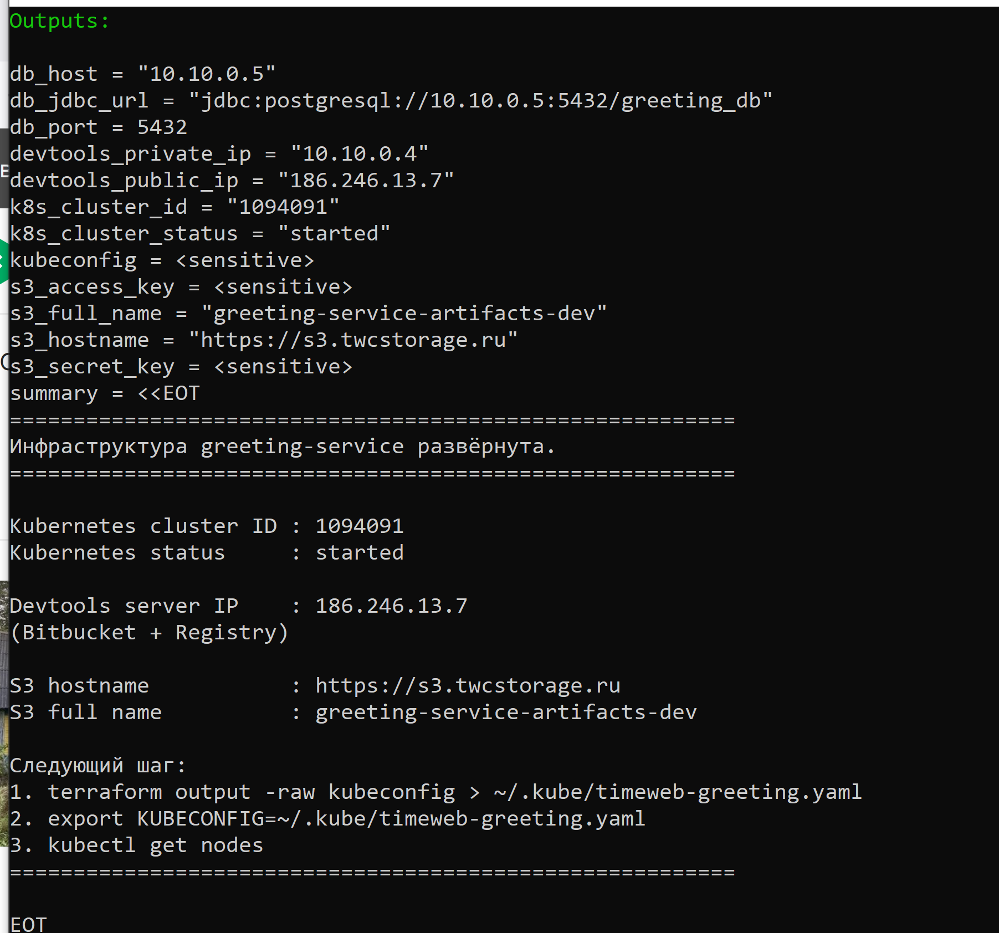 Outputs:
db_host = "10.10.0.5"
db_jdbc_url = "jdbc:postgresql://10.10.0.5:5432/greeting_db"
db_port = 5432
devtools_private_ip = "10.10.0.4"
devtools_public_ip = "186.246.13.7"
k8s_cluster_id = "1094091"
k8s_cluster_status = "started"
kubeconfig = <sensitive>
s3_access_key = <sensitive>
s3_full_name = "greeting-service-artifacts-dev"
s3_hostname = "https://s3.twcstorage.ru"
s3_secret_key = <sensitive>
summary = <<EOT
=========================================================
Инфраструктура greeting-service развёрнута.
=========================================================
Kubernetes cluster ID : 1094091
Kubernetes status     : started
Devtools server IP    : 186.246.13.7
(Bitbucket + Registry)
S3 hostname           : https://s3.twcstorage.ru
S3 full name          : greeting-service-artifacts-dev
Следующий шаг:
1. terraform output -raw kubeconfig > ~/.kube/timeweb-greeting.yaml
2. export KUBECONFIG=~/.kube/timeweb-greeting.yaml
3. kubectl get nodes
=========================================================
EOT